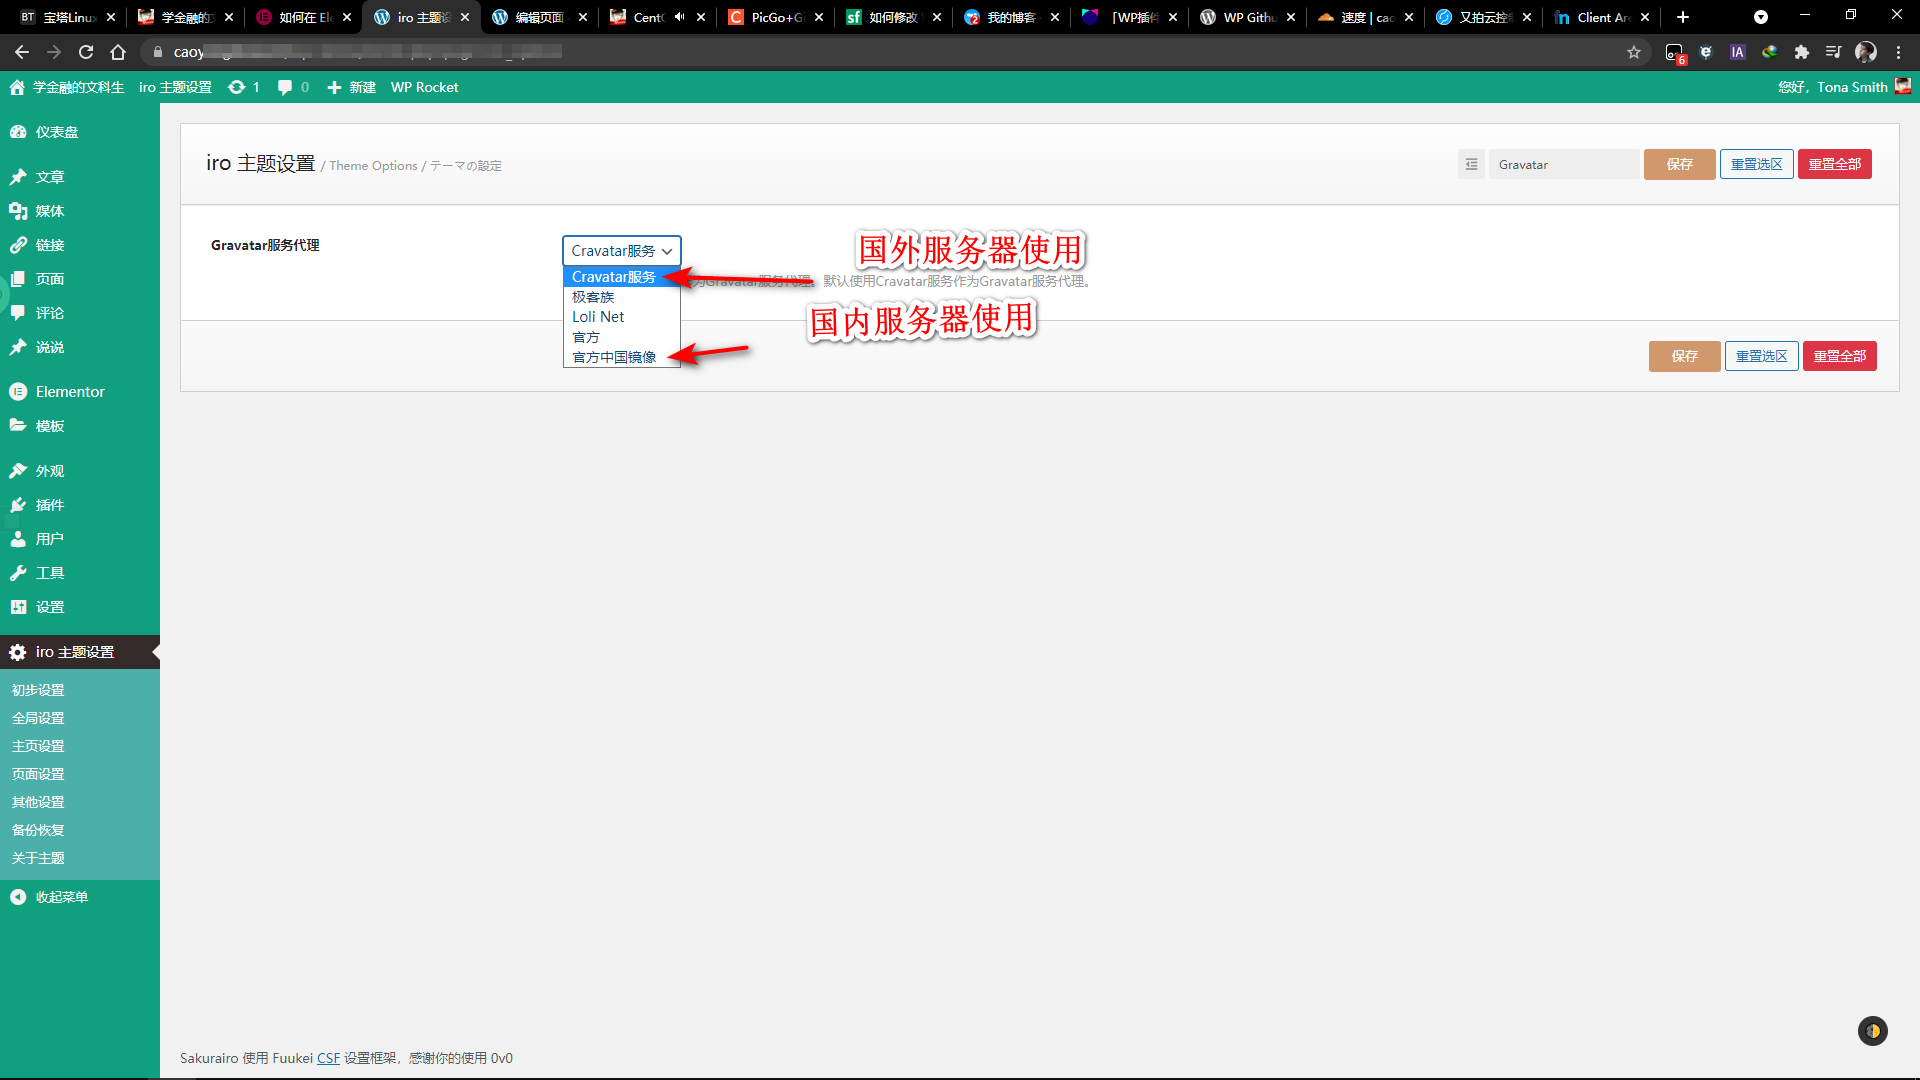 BT 宝塔Linux
学金融的文
如何在 Ele
iro 主题设
编辑页面
CentO
PicGo+Gi
如何修改
我的博客
「WP插件
WP Githu
速度 | cao
又拍云控制
Client Are
caoy
6
学金融的文科生 iro 主题设置 1 0 新建 WP Rocket
您好，Tona Smith
仪表盘
文章
媒体
链接
页面
评论
说说
Elementor
模板
外观
插件
用户
工具
设置
iro 主题设置
初步设置
全局设置
主页设置
页面设置
其他设置
备份恢复
关于主题
收起菜单
iro 主题设置 / Theme Options / テーマの設定
Gravatar 保存 重置选区 重置全部
Gravatar服务代理
Cravatar服务
Cravatar服务
极客族
Loli Net
官方
官方中国镜像
国外服务器使用
为Gravatar服务代理。默认使用Cravatar服务作为Gravatar服务代理。
国内服务器使用
保存 重置选区 重置全部
Sakurairo 使用 Fuukei CSF 设置框架，感谢你的使用 0v0